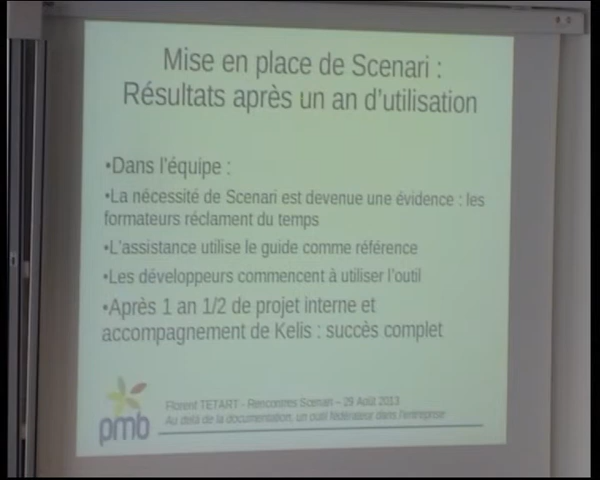 Mise en place de Scenari :
Résultats après un an d'utilisation
•Dans l'équipe :
•La nécessité de Scenari est devenue une évidence : les
formateurs réclament du temps
•L'assistance utilise le guide comme référence
•Les développeurs commencent à utiliser l'outil
•Après 1 an 1/2 de projet interne et
accompagnement de Kelis : succès complet
Florent TETART - Rencontres Scenari – 29 Août 2013
Au delà de la documentation, un outil fédérateur dans l'entreprise
pmb